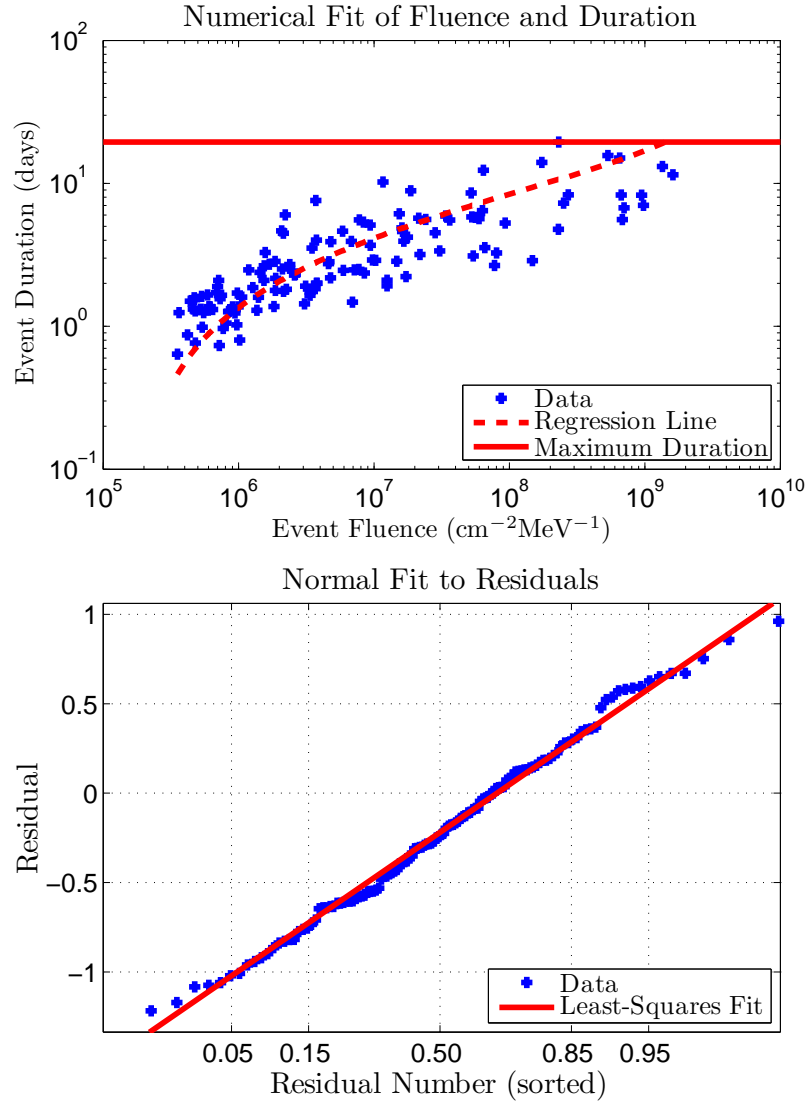 Numerical Fit of Fluence and Duration
10^2
10^1
10^0
10^−1
Event Duration (days)
Data
Regression Line
Maximum Duration
10^5 10^6 10^7 10^8 10^9 10^10
Event Fluence (cm^−2MeV^−1)
Normal Fit to Residuals
1
0.5
0
−0.5
−1
Residual
Data
Least-Squares Fit
0.05 0.15 0.50 0.85 0.95
Residual Number (sorted)